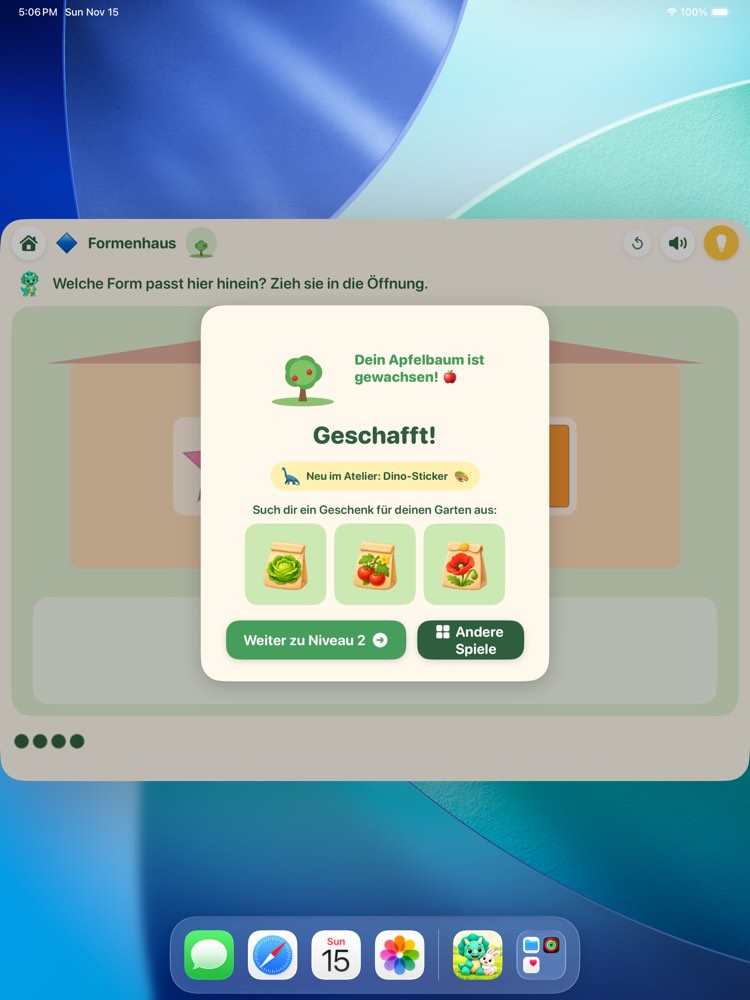 5:06 PM Sun Nov 15
100%
Formenhaus
Welche Form passt hier hinein? Zieh sie in die Öffnung.
Dein Apfelbaum ist
gewachsen!
Geschafft!
Neu im Atelier: Dino-Sticker
Such dir ein Geschenk für deinen Garten aus:
Weiter zu Niveau 2
Andere
Spiele
Sun
15